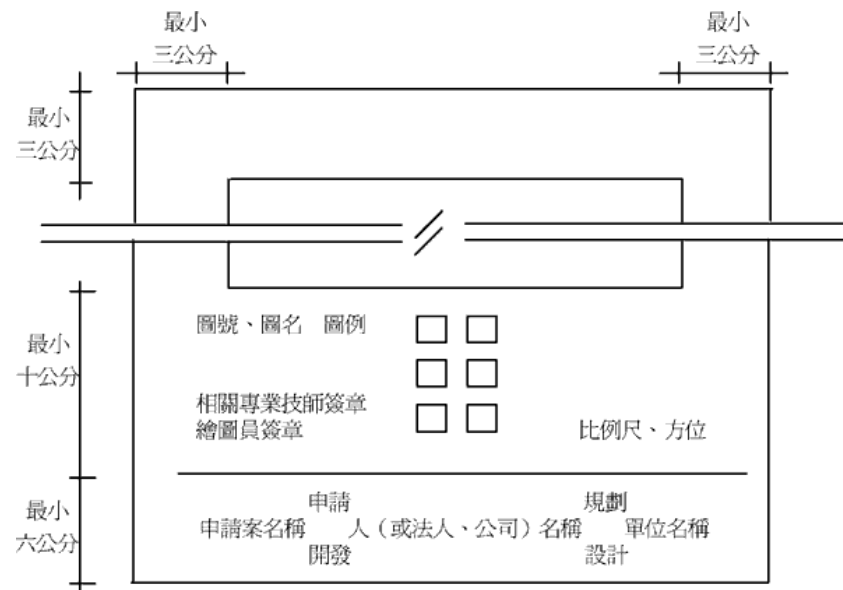 最小
三公分
最小
三公分
最小
三公分
圖號、圖名　圖例
最小
十公分
相關專業技師簽章
繪圖員簽章
比例尺、方位
最小
六公分
申請　規劃
申請案名稱　人（或法人、公司）名稱　單位名稱
開發　設計